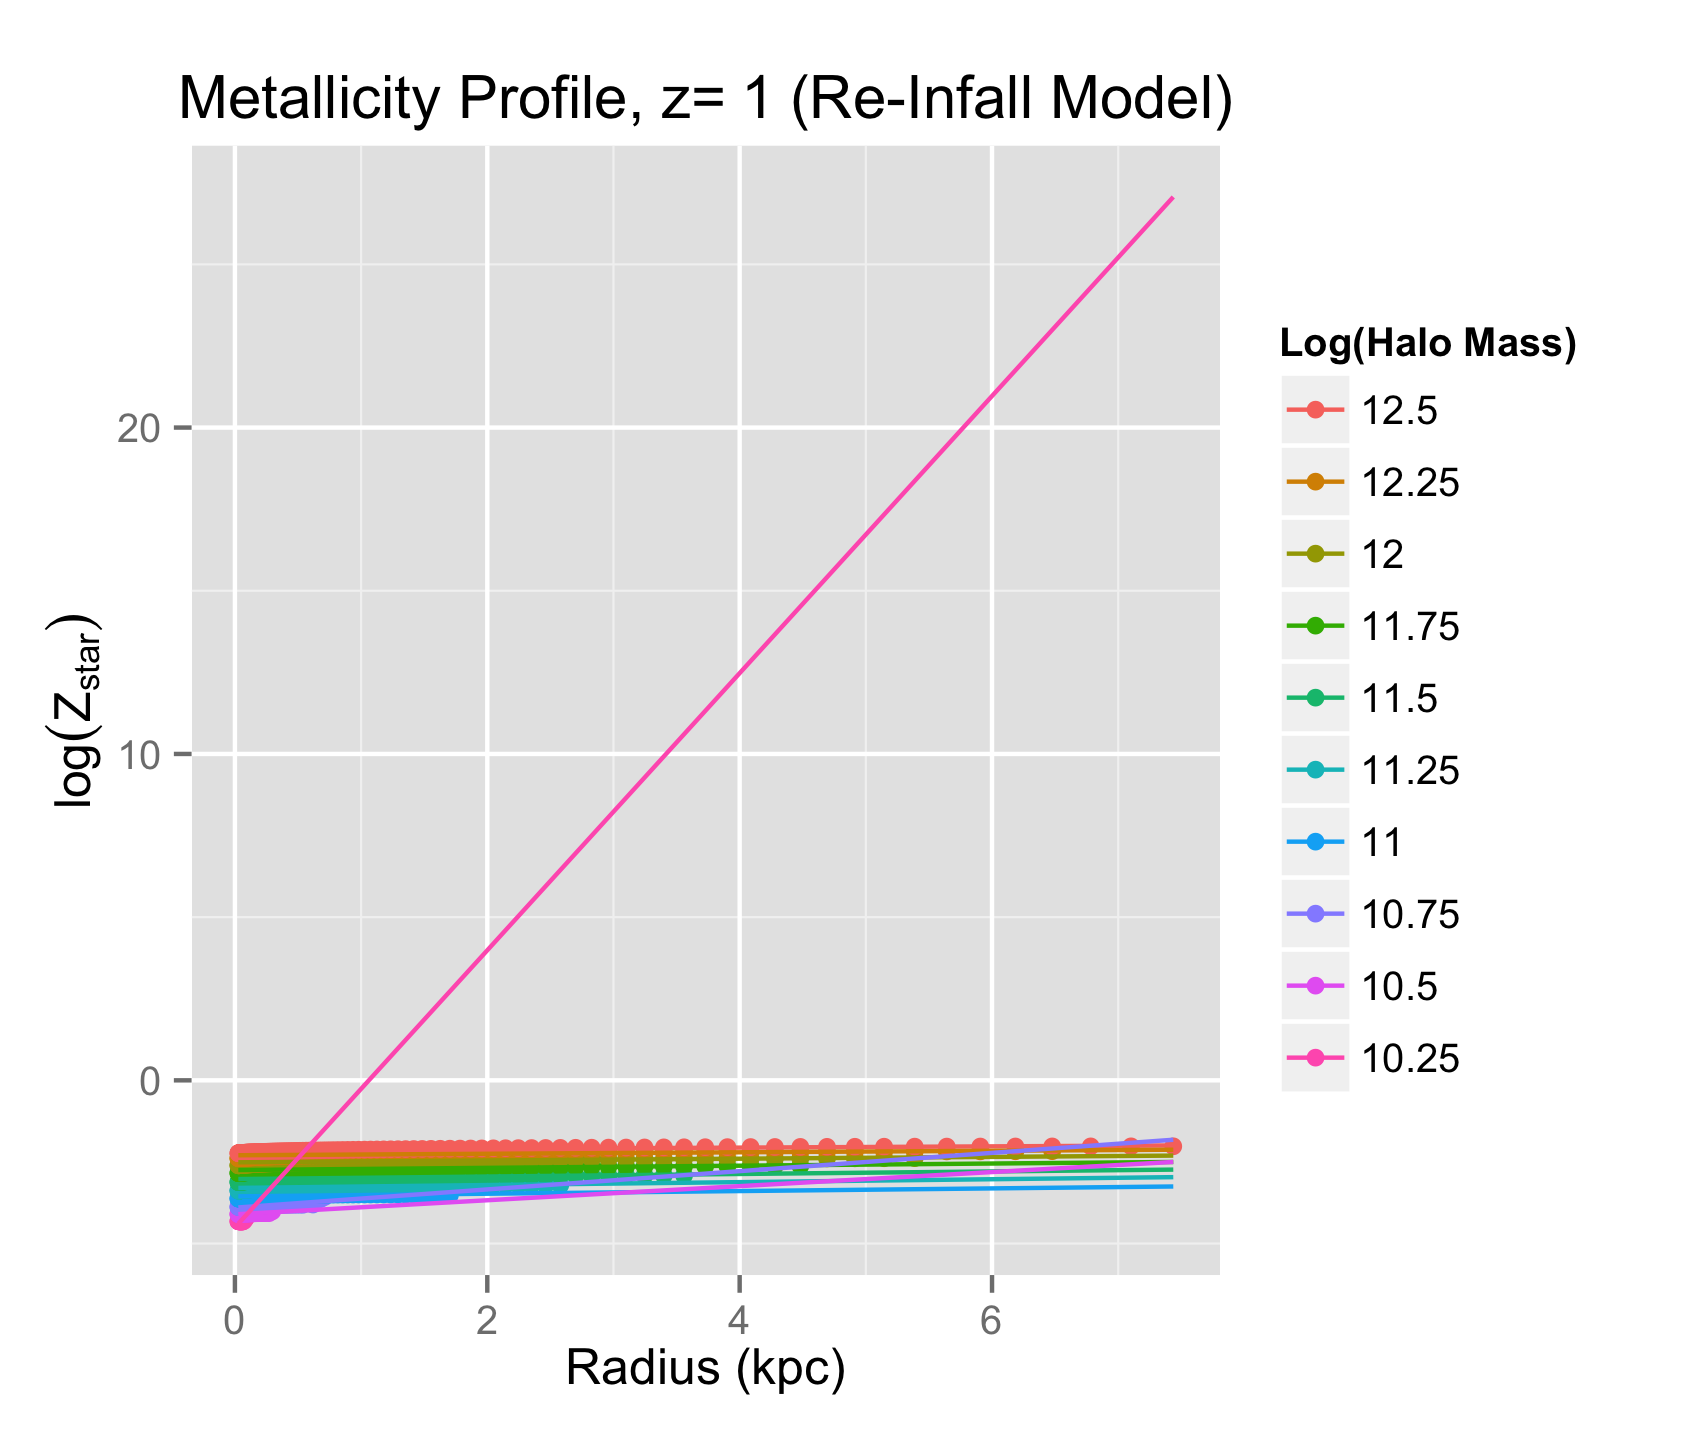 Metallicity Profile, z= 1 (Re-Infall Model)
log(Zstar)
20
10
0
0 2 4 6
Radius (kpc)
Log(Halo Mass)
12.5
12.25
12
11.75
11.5
11.25
11
10.75
10.5
10.25